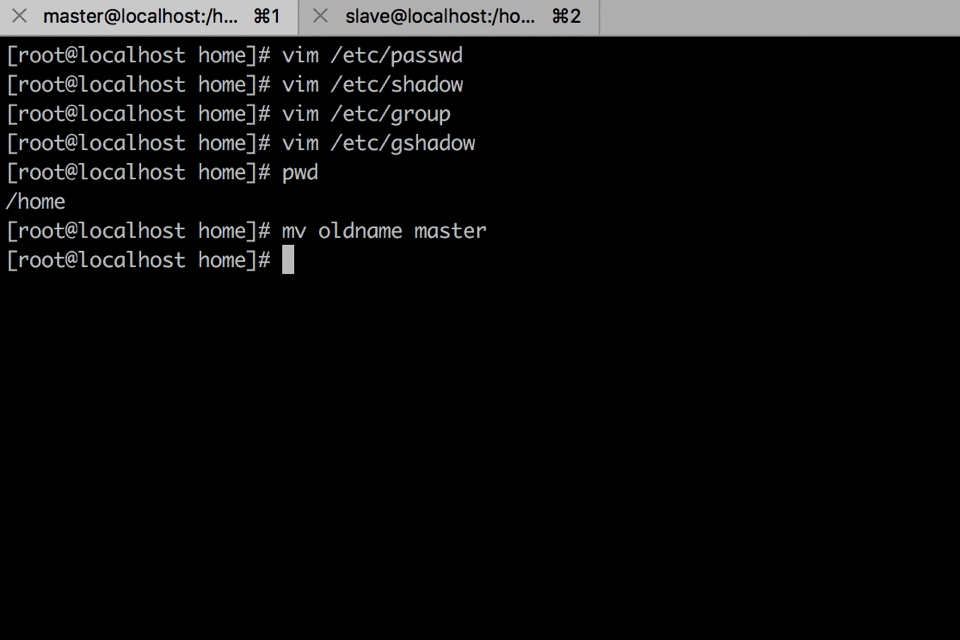 master@localhost:/h... ⌘1 slave@localhost:/ho... ⌘2
[root@localhost home]# vim /etc/passwd
[root@localhost home]# vim /etc/shadow
[root@localhost home]# vim /etc/group
[root@localhost home]# vim /etc/gshadow
[root@localhost home]# pwd
/home
[root@localhost home]# mv oldname master
[root@localhost home]#